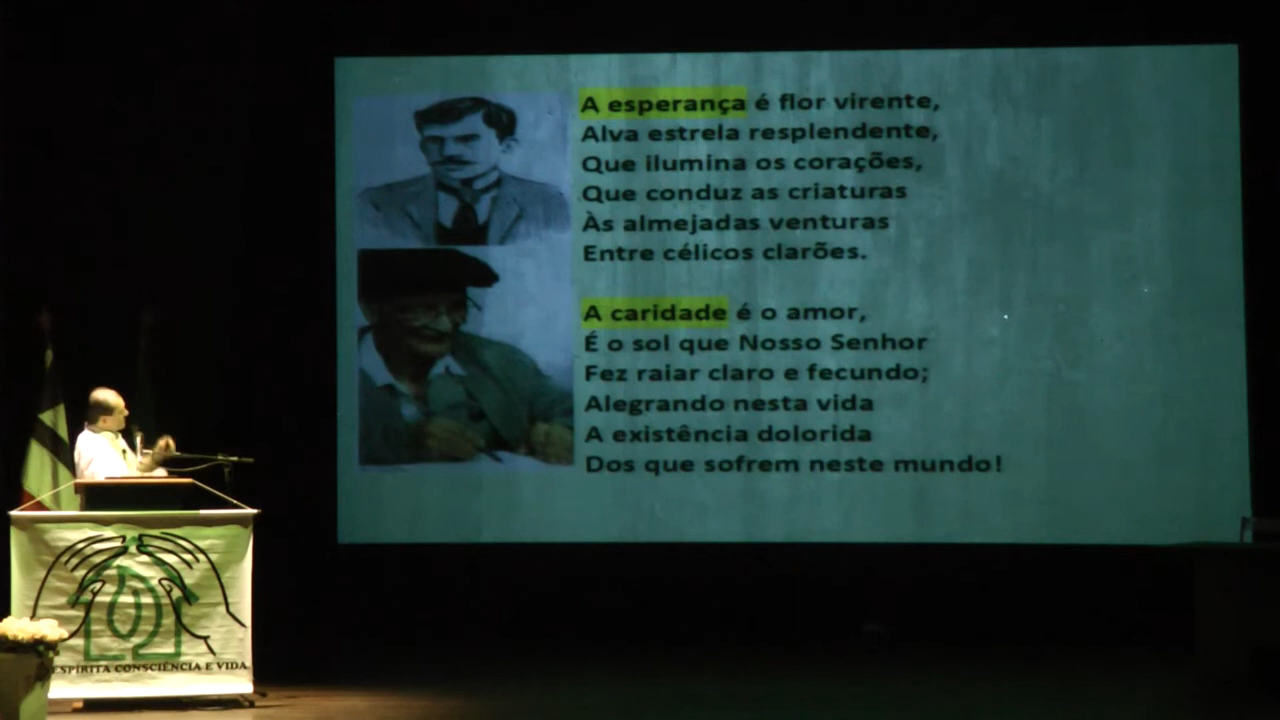 A esperança é flor virente,
Alva estrela resplendente,
Que ilumina os corações,
Que conduz as criaturas
Às almejadas venturas
Entre célicos clarões.
A caridade é o amor,
É o sol que Nosso Senhor
Fez raiar claro e fecundo;
Alegrando nesta vida
A existência dolorida
Dos que sofrem neste mundo!
ESPÍRITA CONSCIÊNCIA E VIDA